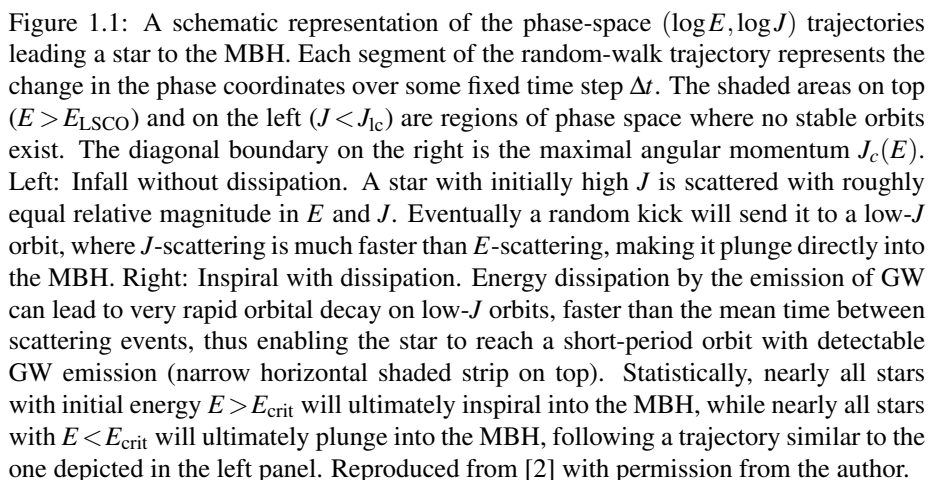 Figure 1.1: A schematic representation of the phase-space (log E, log J) trajectories
leading a star to the MBH. Each segment of the random-walk trajectory represents the
change in the phase coordinates over some fixed time step Δt. The shaded areas on top
(E > E_LSCO) and on the left (J < J_lc) are regions of phase space where no stable orbits
exist. The diagonal boundary on the right is the maximal angular momentum J_c(E).
Left: Infall without dissipation. A star with initially high J is scattered with roughly
equal relative magnitude in E and J. Eventually a random kick will send it to a low-J
orbit, where J-scattering is much faster than E-scattering, making it plunge directly into
the MBH. Right: Inspiral with dissipation. Energy dissipation by the emission of GW
can lead to very rapid orbital decay on low-J orbits, faster than the mean time between
scattering events, thus enabling the star to reach a short-period orbit with detectable
GW emission (narrow horizontal shaded strip on top). Statistically, nearly all stars
with initial energy E > E_crit will ultimately inspiral into the MBH, while nearly all stars
with E < E_crit will ultimately plunge into the MBH, following a trajectory similar to the
one depicted in the left panel. Reproduced from [2] with permission from the author.